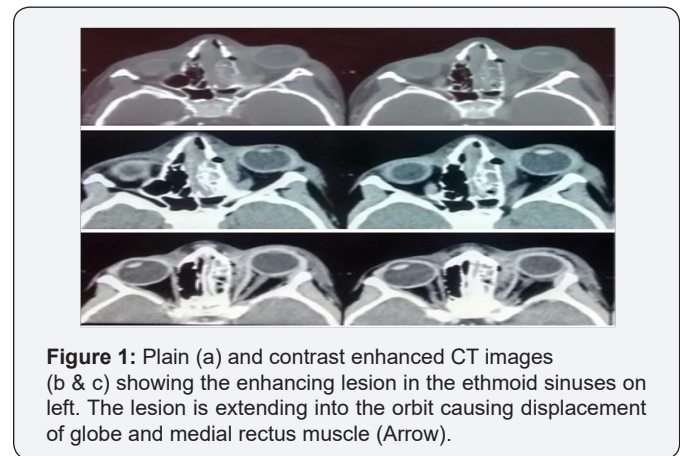 Figure 1: Plain (a) and contrast enhanced CT images
(b & c) showing the enhancing lesion in the ethmoid sinuses on
left. The lesion is extending into the orbit causing displacement
of globe and medial rectus muscle (Arrow).